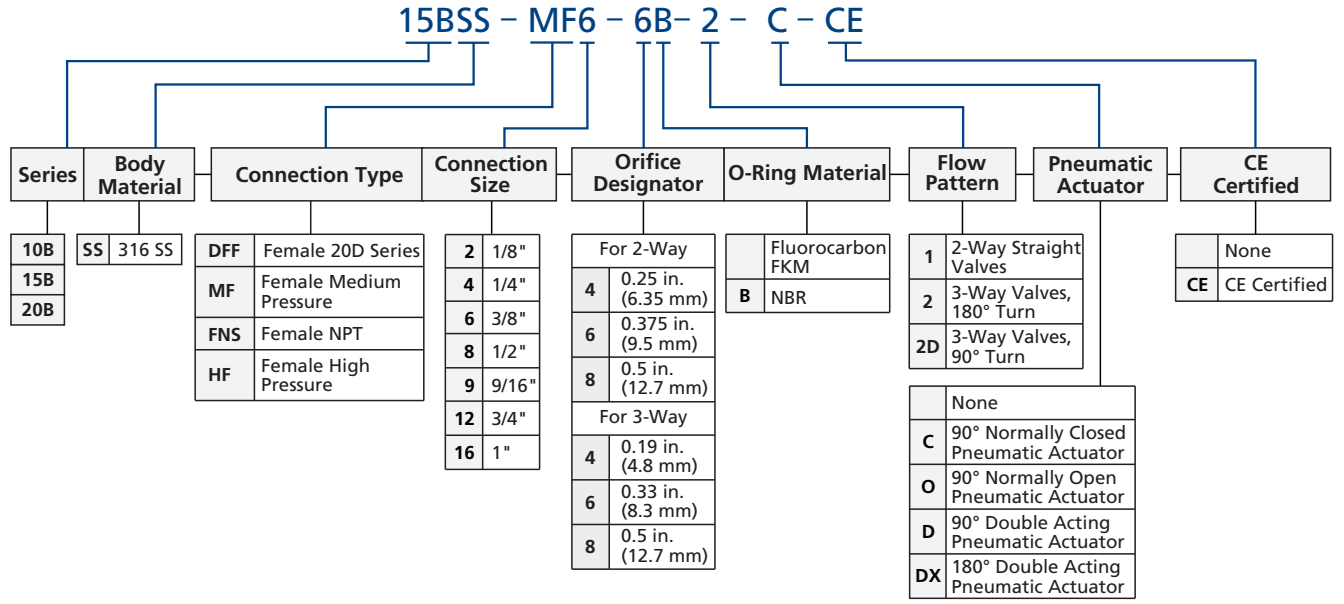 15BSS - MF6 - 6B- 2 - C - CE
Series
Body
Material
Connection Type
Connection
Size
Orifice
Designator
O-Ring Material
Flow
Pattern
Pneumatic
Actuator
CE
Certified
10B
15B
20B
SS 316 SS
DFF Female 20D Series
MF Female Medium
Pressure
FNS Female NPT
HF Female High
Pressure
2 1/8"
4 1/4"
6 3/8"
8 1/2"
9 9/16"
12 3/4"
16 1"
For 2-Way
4 0.25 in.
(6.35 mm)
6 0.375 in.
(9.5 mm)
8 0.5 in.
(12.7 mm)
For 3-Way
4 0.19 in.
(4.8 mm)
6 0.33 in.
(8.3 mm)
8 0.5 in.
(12.7 mm)
Fluorocarbon
FKM
B NBR
1 2-Way Straight
Valves
2 3-Way Valves,
180° Turn
2D 3-Way Valves,
90° Turn
None
C 90° Normally Closed
Pneumatic Actuator
O 90° Normally Open
Pneumatic Actuator
D 90° Double Acting
Pneumatic Actuator
DX 180° Double Acting
Pneumatic Actuator
None
CE CE Certified